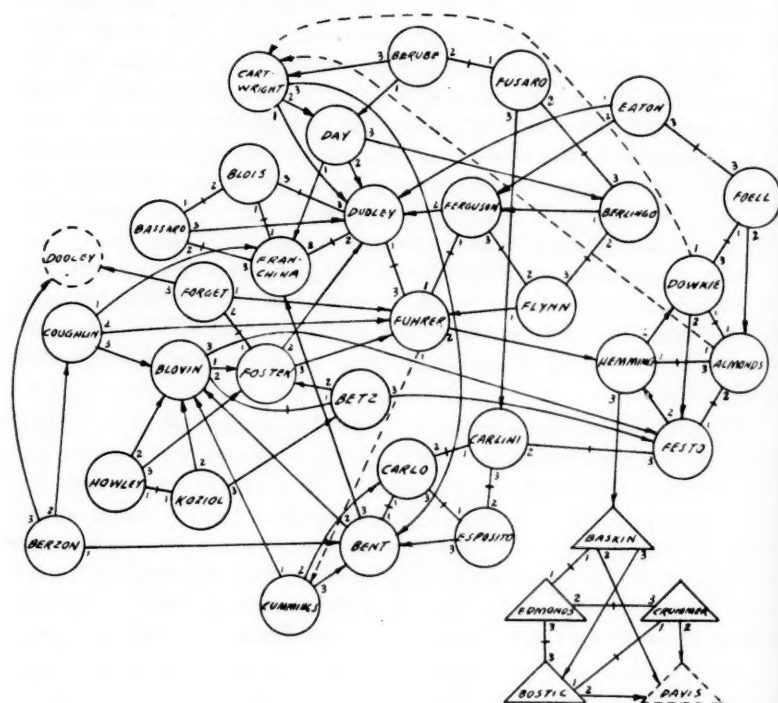 BERUBE
CART-
WRIGHT
FUSARO
EATON
DAY
BLOIS
FOELL
DUDLEY
FERGUSON
BERLINGO
BASSARO
DOOLEY
FRAN-
CHINA
DOWNIE
FORGET
FLYNN
COUGHLIN
FUHRER
HEMMING
ALMONDS
BLOVIN
FOSTER
BETZ
CARLINI
FESTO
CARLO
HOWLEY
KOZIOL
BERZON
BENT
ESPOSITO
BASKIN
CUMMINGS
EDMONDS
CRUMMER
BOSTIC
DAVIS